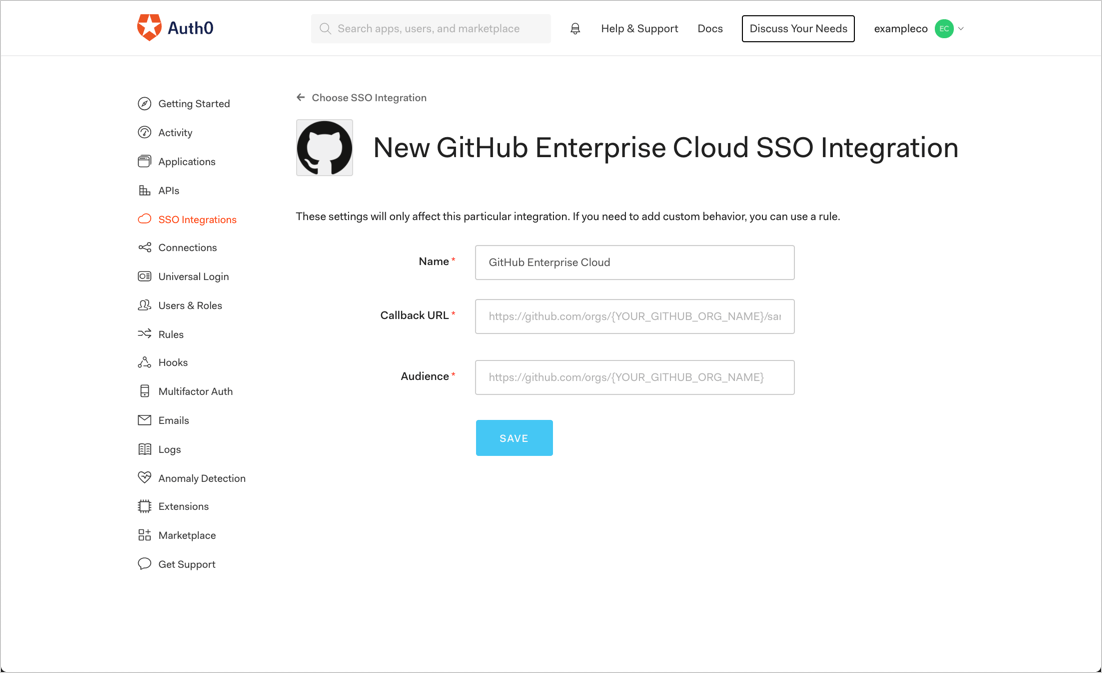 Auth0
Search apps, users, and marketplace
Help & Support
Docs
Discuss Your Needs
exampleco
EC
Getting Started
Activity
Applications
APIs
SSO Integrations
Connections
Universal Login
Users & Roles
Rules
Hooks
Multifactor Auth
Emails
Logs
Anomaly Detection
Extensions
Marketplace
Get Support
Choose SSO Integration
New GitHub Enterprise Cloud SSO Integration
These settings will only affect this particular integration. If you need to add custom behavior, you can use a rule.
Name *
GitHub Enterprise Cloud
Callback URL *
https://github.com/orgs/{YOUR_GITHUB_ORG_NAME}/sa
Audience *
https://github.com/orgs/{YOUR_GITHUB_ORG_NAME}
SAVE